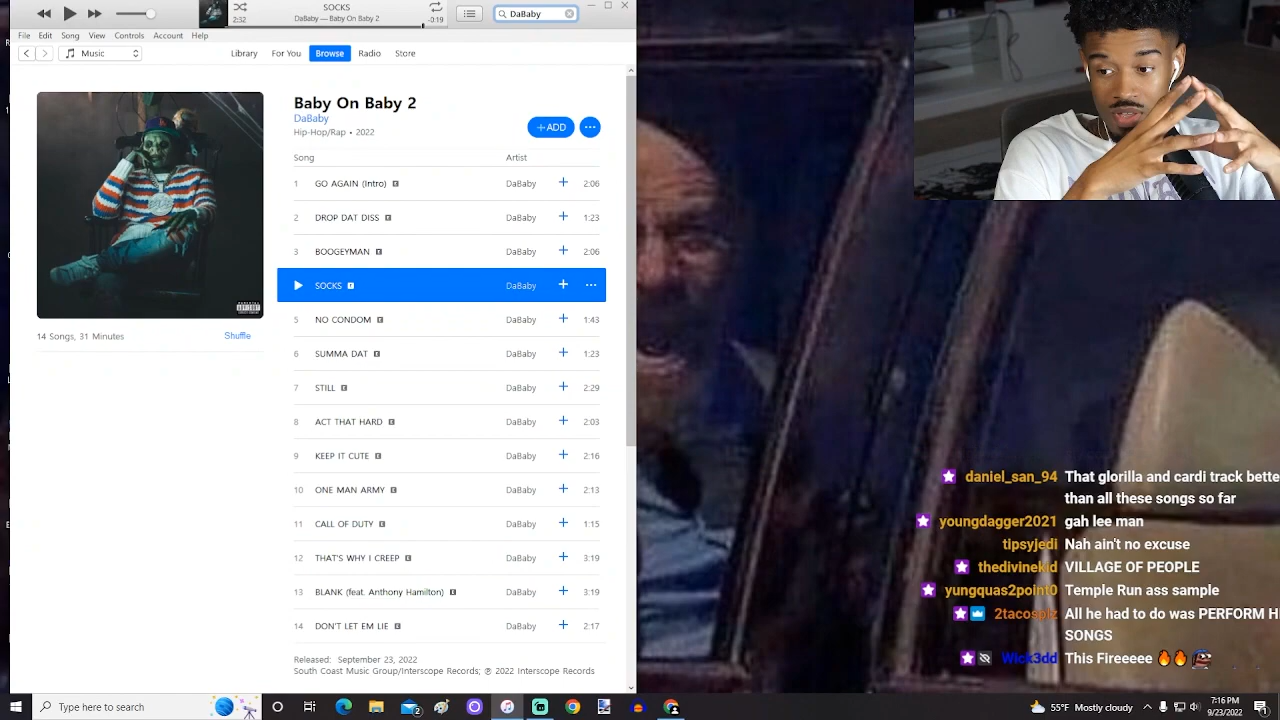 SOCKS
2:32
DaBaby — Baby On Baby 2
-0:19
DaBaby
File Edit Song View Controls Account Help
Music
Library For You Browse Radio Store
Baby On Baby 2
DaBaby
Hip-Hop/Rap • 2022
+ADD
Song Artist
1 GO AGAIN (Intro) E DaBaby + 2:06
2 DROP DAT DISS E DaBaby + 1:23
3 BOOGEYMAN E DaBaby + 2:06
SOCKS E DaBaby + ...
5 NO CONDOM E DaBaby + 1:43
6 SUMMA DAT E DaBaby + 1:23
7 STILL E DaBaby + 2:29
8 ACT THAT HARD E DaBaby + 2:03
9 KEEP IT CUTE E DaBaby + 2:16
10 ONE MAN ARMY E DaBaby + 2:13
11 CALL OF DUTY E DaBaby + 1:15
12 THAT'S WHY I CREEP E DaBaby + 3:19
13 BLANK (feat. Anthony Hamilton) E DaBaby + 3:19
14 DON'T LET EM LIE E DaBaby + 2:17
14 Songs, 31 Minutes
Shuffle
Released: September 23, 2022
South Coast Music Group/Interscope Records; ℗ 2022 Interscope Records
daniel_san_94 That glorilla and cardi track bette
than all these songs so far
youngdagger2021 gah lee man
tipsyjedi Nah ain't no excuse
thedivinekid VILLAGE OF PEOPLE
yungquas2point0 Temple Run ass sample
2tacosplz All he had to do was PERFORM H
SONGS
Wick3dd This Fireeeee 🔥🔥
Type here to search
2
55°F
7:16 PM
9/23/2022